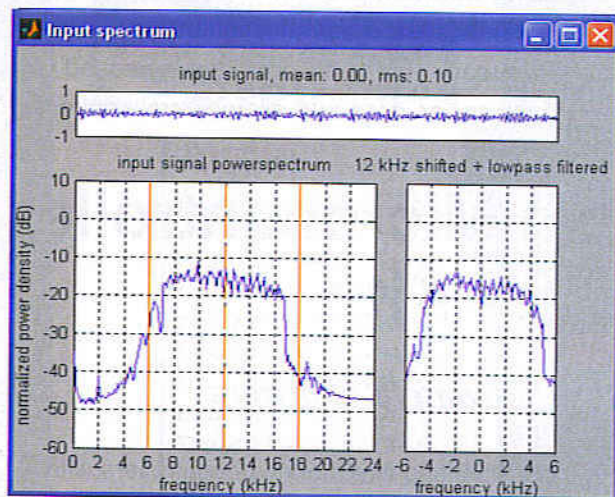 Input spectrum
input signal, mean: 0.00, rms: 0.10
1
0
-1
input signal powerspectrum
12 kHz shifted + lowpass filtered
normalized power density (dB)
10
0
-10
-20
-30
-40
-50
-60
0 2 4 6 8 10 12 14 16 18 20 22 24
frequency (kHz)
-6 -4 -2 0 2 4 6
frequency (kHz)